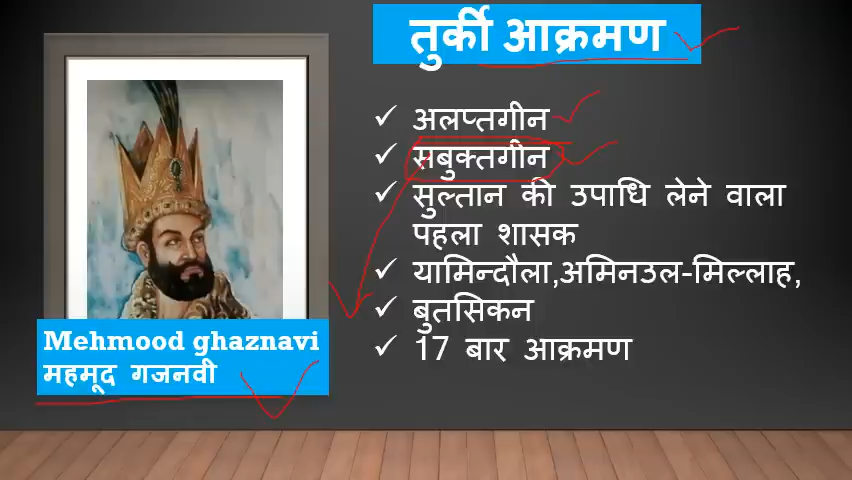 तुर्की आक्रमण
अलप्तगीन
सबुक्तगीन
सुल्तान की उपाधि लेने वाला
पहला शासक
यामिन्दौला,अमिनउल-मिल्लाह,
बुतसिकन
17 बार आक्रमण
Mehmood ghaznavi
महमूद गजनवी